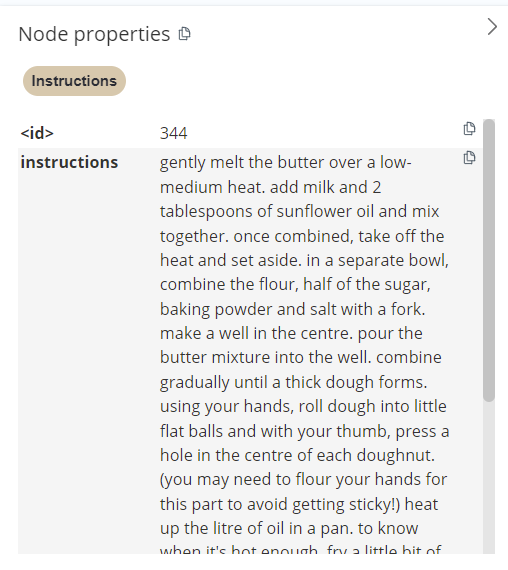 Node properties
Instructions
<id> 344
instructions gently melt the butter over a low-
medium heat. add milk and 2
tablespoons of sunflower oil and mix
together. once combined, take off the
heat and set aside. in a separate bowl,
combine the flour, half of the sugar,
baking powder and salt with a fork.
make a well in the centre. pour the
butter mixture into the well. combine
gradually until a thick dough forms.
using your hands, roll dough into little
flat balls and with your thumb, press a
hole in the centre of each doughnut.
(you may need to flour your hands for
this part to avoid getting sticky!) heat
up the litre of oil in a pan. to know
when it's hot enough, fry a little bit of